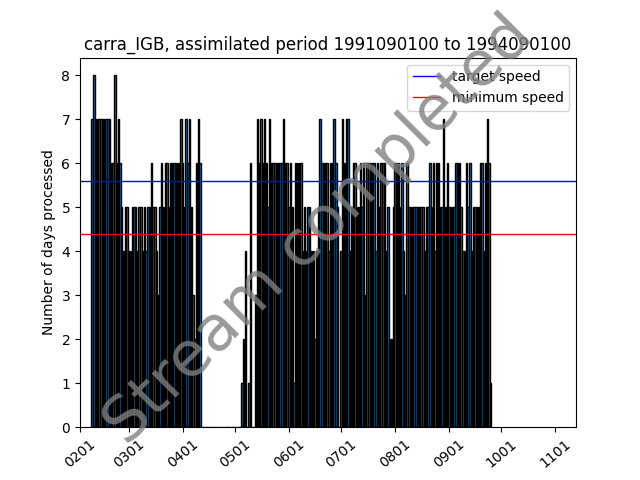 carra_IGB, assimilated period 1991090100 to 1994090100
target speed
minimum speed
Number of days processed
8
7
6
5
4
3
2
1
0
0201 0301 0401 0501 0601 0701 0801 0901 1001 1101
Stream completed